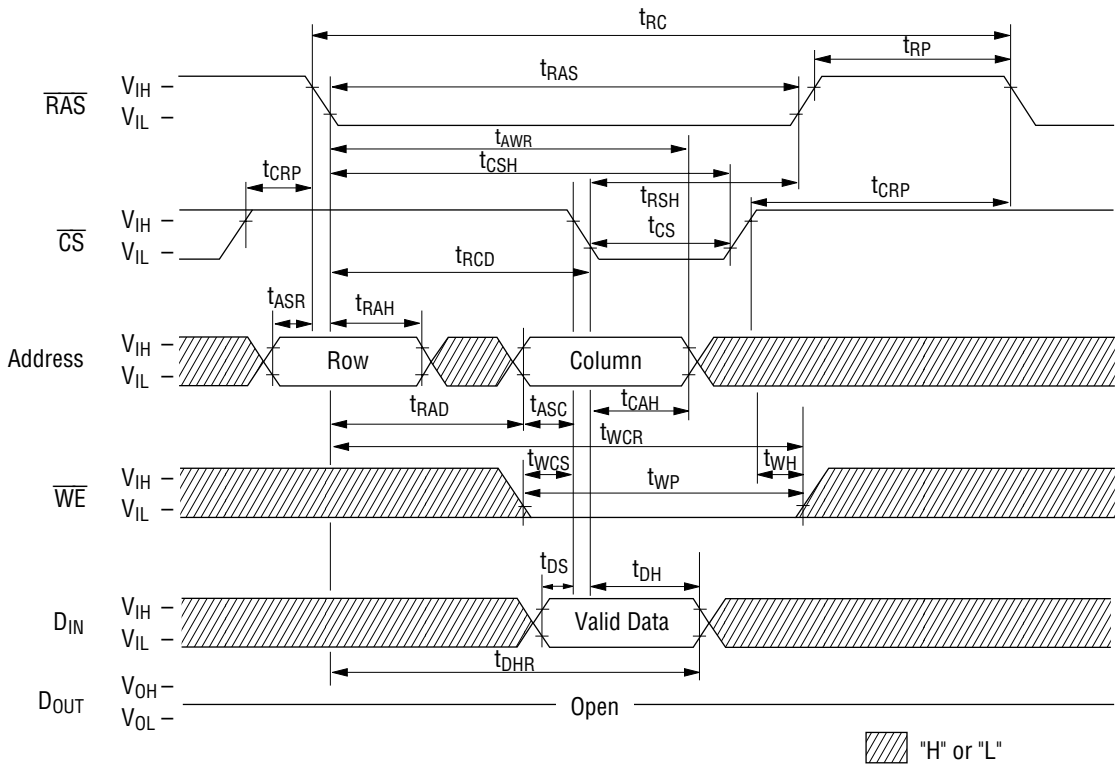 tRC
tRP
tRAS
RAS
VIH
VIL
tAWR
tCSH
tCRP
tRSH
tCRP
CS
VIH
VIL
tCS
tRCD
tASR
tRAH
Address
VIH
VIL
Row
Column
tRAD
tASC
tCAH
tWCR
tWCS
tWH
WE
VIH
VIL
tWP
tDS
tDH
DIN
VIH
VIL
Valid Data
tDHR
DOUT
VOH
VOL
Open
"H" or "L"